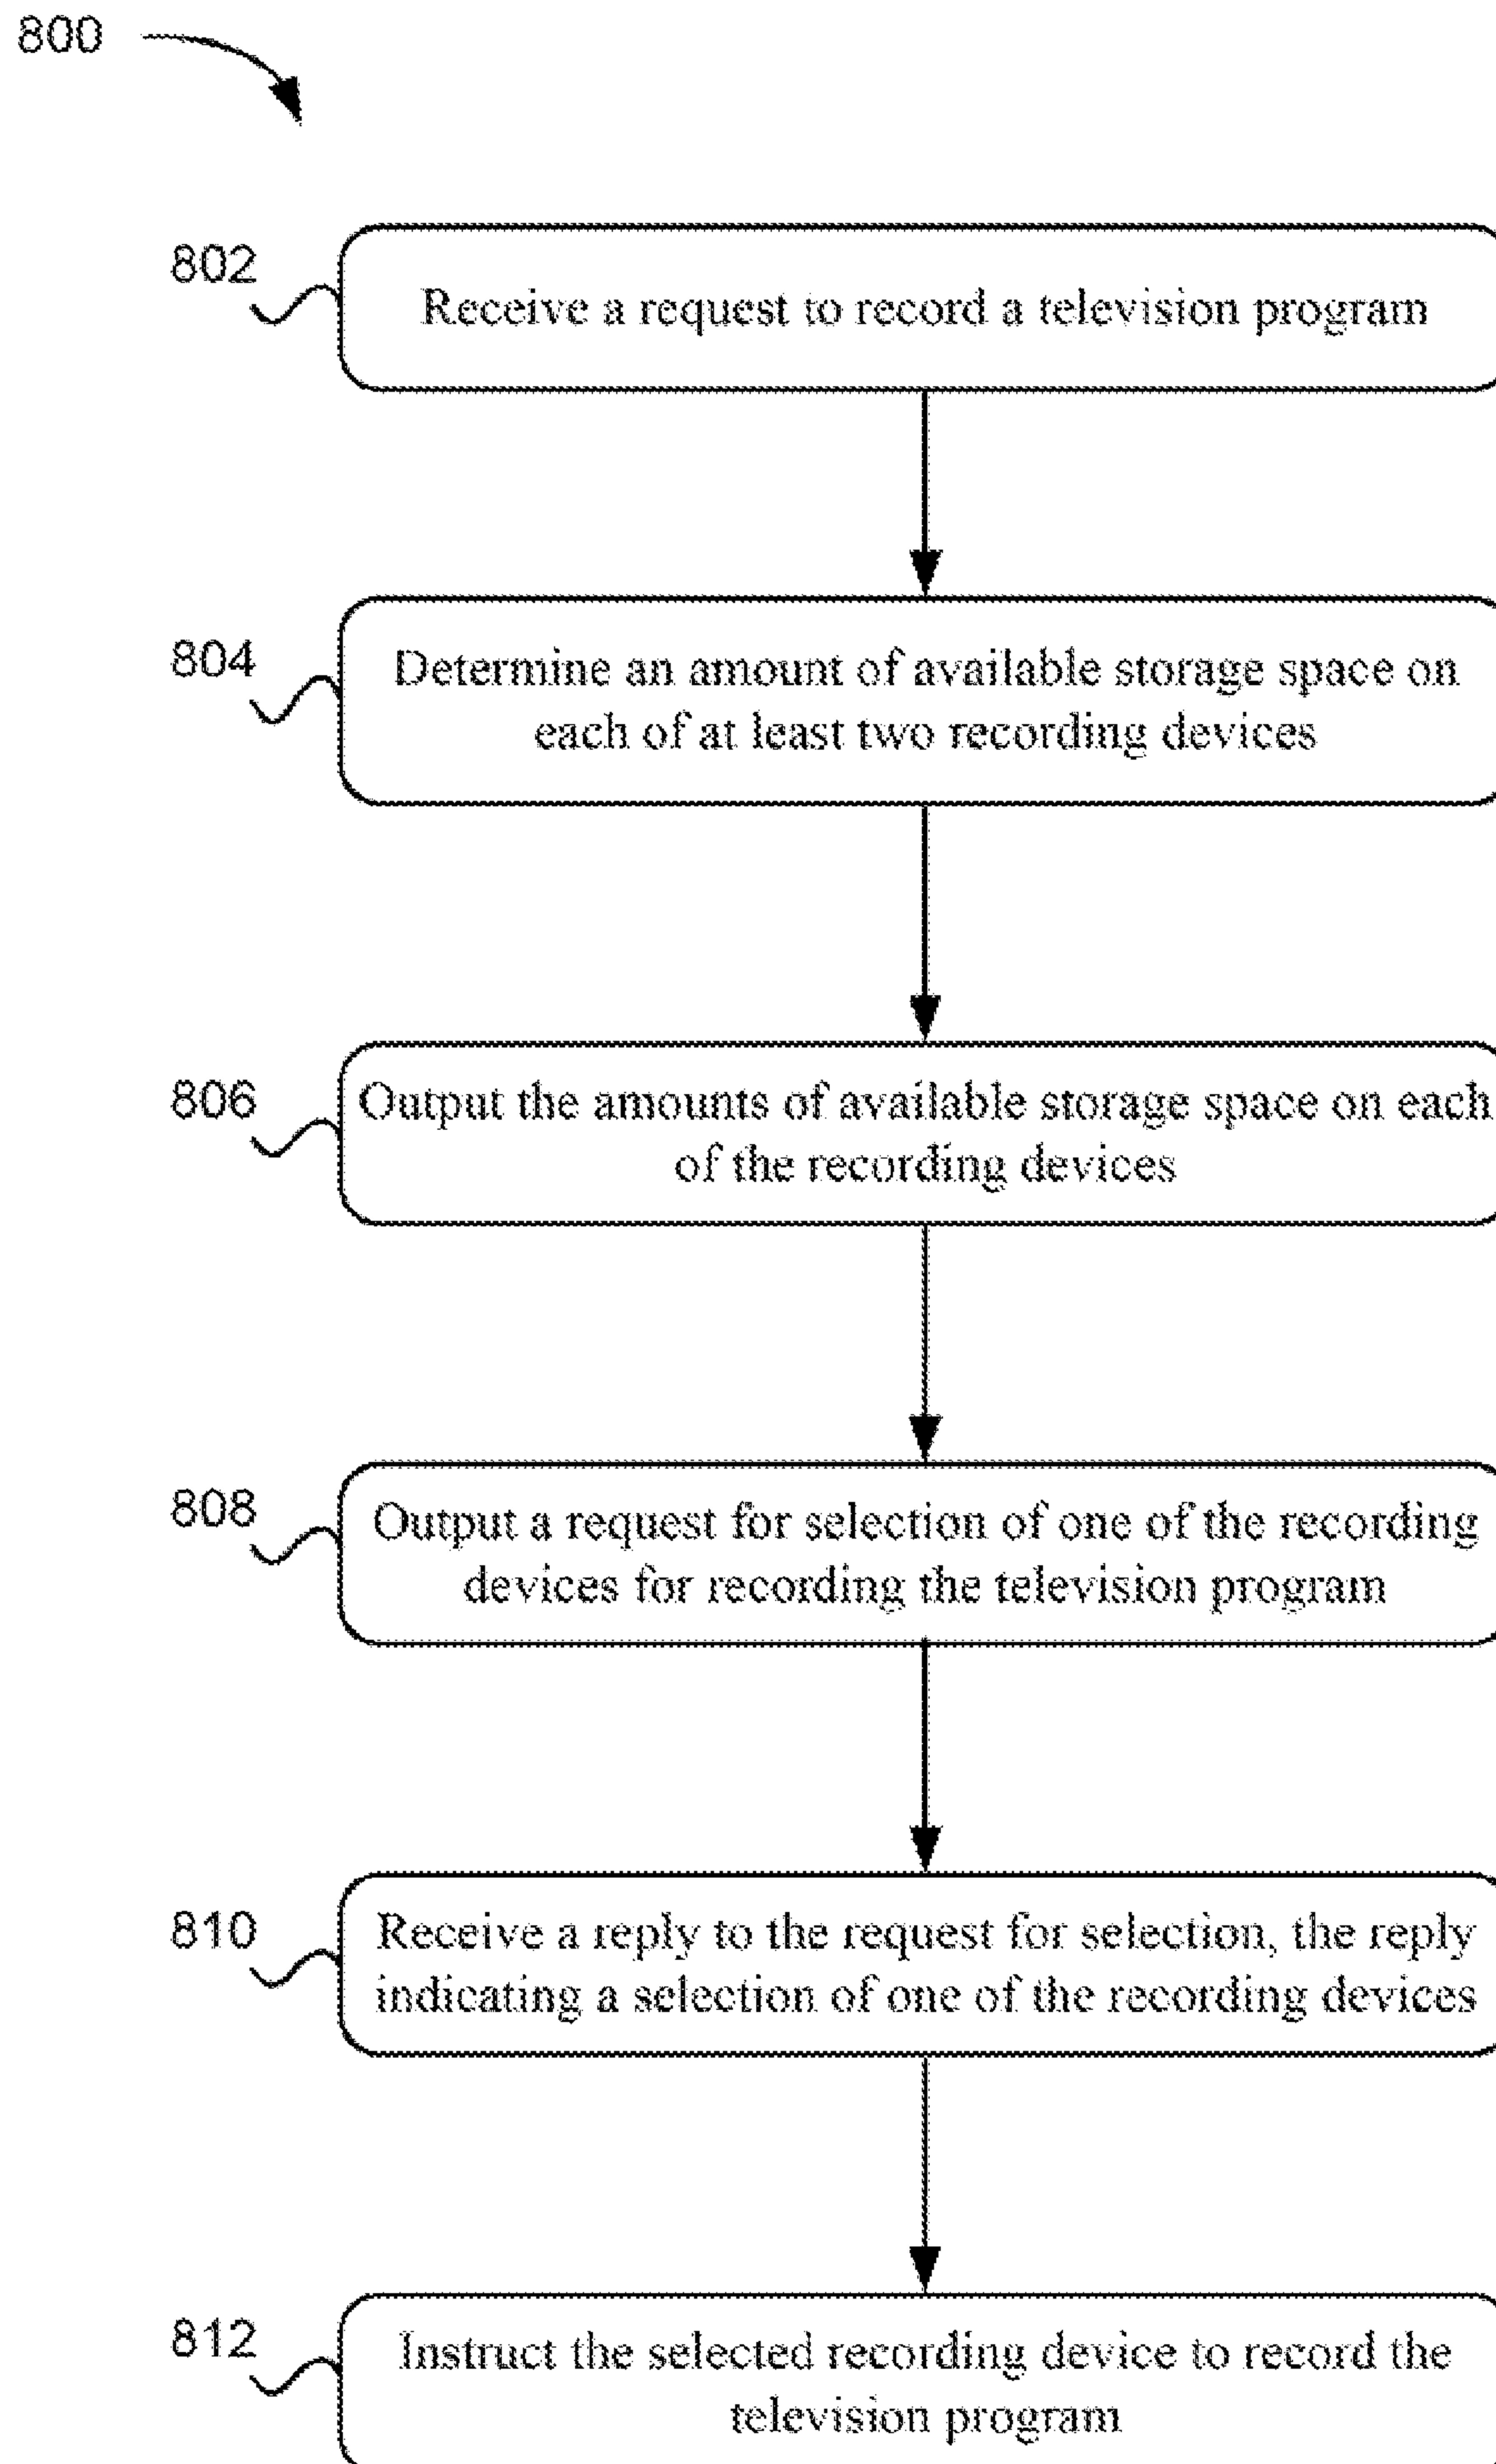 800
802
Receive a request to record a television program
804
Determine an amount of available storage space on
each of at least two recording devices
806
Output the amounts of available storage space on each
of the recording devices
808
Output a request for selection of one of the recording
devices for recording the television program
810
Receive a reply to the request for selection, the reply
indicating a selection of one of the recording devices
812
Instruct the selected recording device to record the
television program